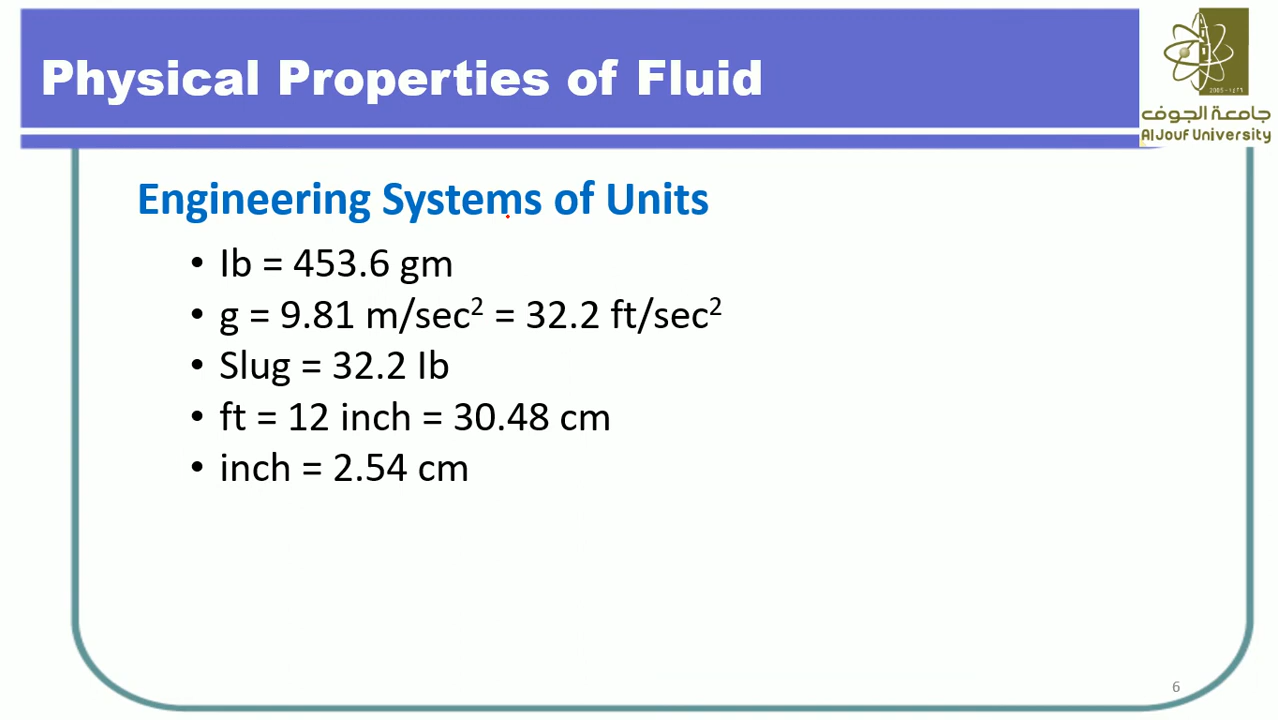 Physical Properties of Fluid
2005 - ١٤٢٦
جامعة الجوف
Al Jouf University
Engineering Systems of Units
• Ib = 453.6 gm
• g = 9.81 m/sec² = 32.2 ft/sec²
• Slug = 32.2 Ib
• ft = 12 inch = 30.48 cm
• inch = 2.54 cm
6